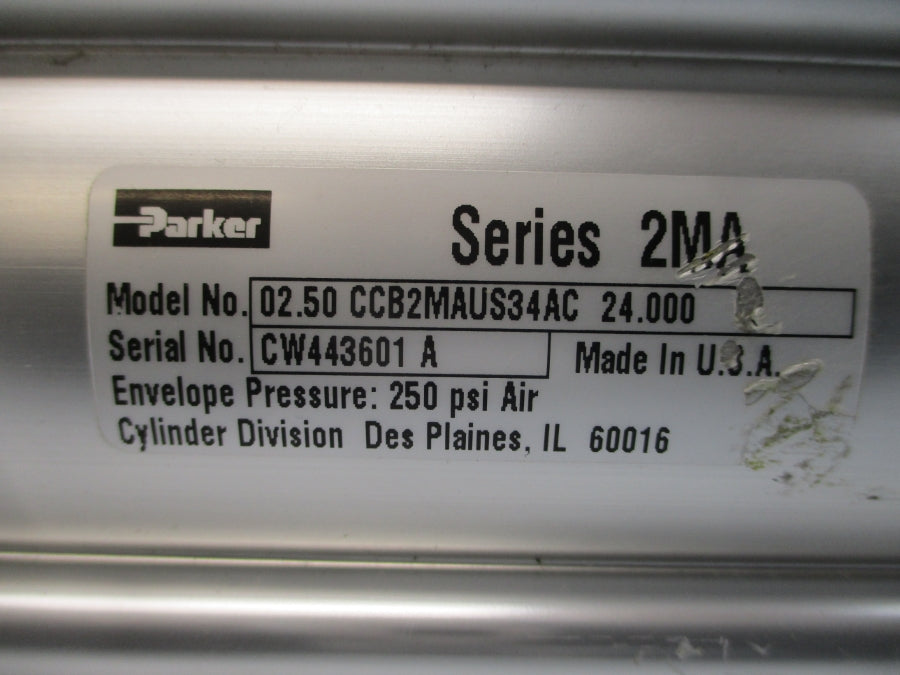 Parker
Series 2MA
Model No. 02.50 CCB2MAUS34AC 24.000
Serial No. CW443601 A Made In U.S.A.
Envelope Pressure: 250 psi Air
Cylinder Division Des Plaines, IL 60016